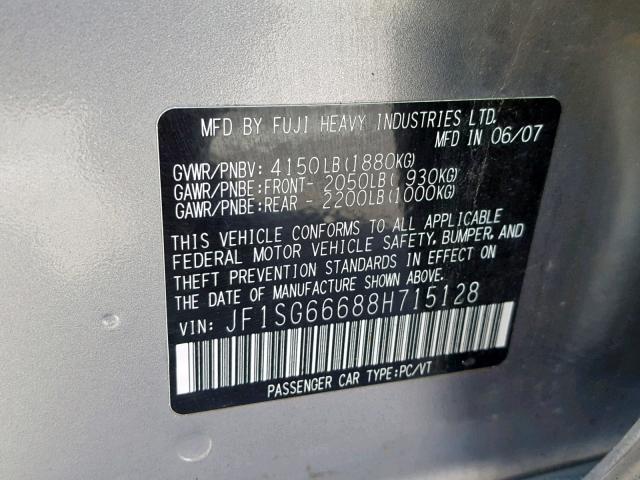 MFD BY FUJI HEAVY INDUSTRIES LTD.
MFD IN 06/07
GVWR/PNBV: 4150LB(1880KG)
GAWR/PNBE:FRONT- 2050LB( 930KG)
GAWR/PNBE:REAR - 2200LB(1000KG)
THIS VEHICLE CONFORMS TO ALL APPLICABLE
FEDERAL MOTOR VEHICLE SAFETY, BUMPER, AND
THEFT PREVENTION STANDARDS IN EFFECT ON
THE DATE OF MANUFACTURE SHOWN ABOVE.
VIN: JF1SG66688H715128
PASSENGER CAR TYPE:PC/VT